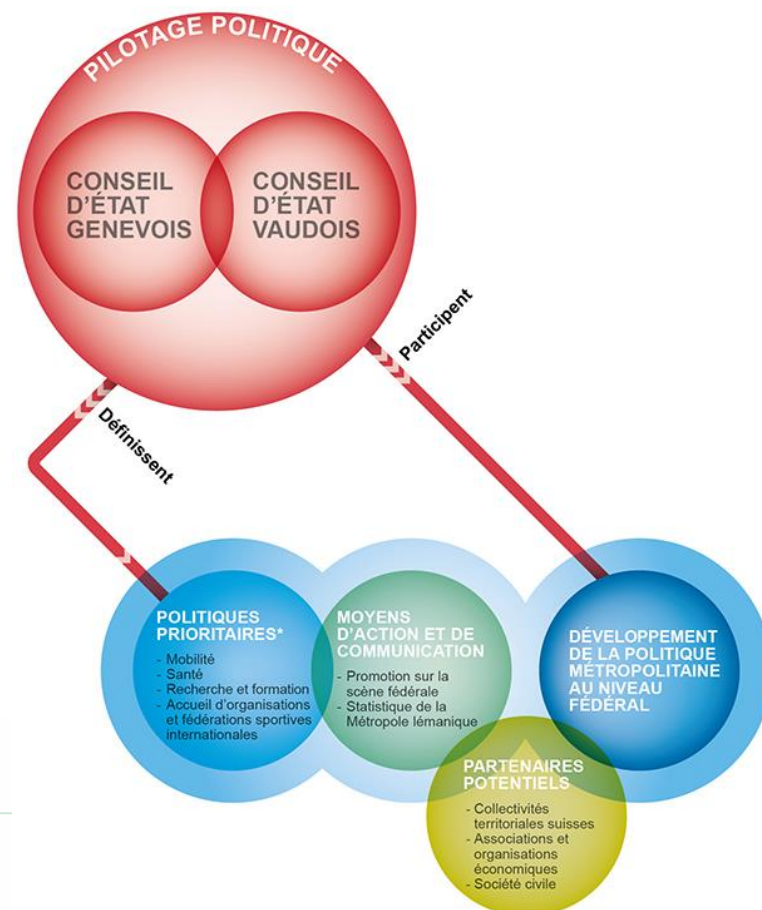 PILOTAGE POLITIQUE
CONSEIL
D'ÉTAT
GENEVOIS
CONSEIL
D'ÉTAT
VAUDOIS
Participent
Définissent
POLITIQUES
PRIORITAIRES*
- Mobilité
- Santé
- Recherche et formation
- Accueil d'organisations
et fédérations sportives
internationales
MOYENS
D'ACTION ET DE
COMMUNICATION
- Promotion sur la
scène fédérale
- Statistique de la
Métropole lémanique
DÉVELOPPEMENT
DE LA POLITIQUE
MÉTROPOLITAINE
AU NIVEAU
FÉDÉRAL
PARTENAIRES
POTENTIELS
- Collectivités
territoriales suisses
- Associations et
organisations
économiques
- Société civile